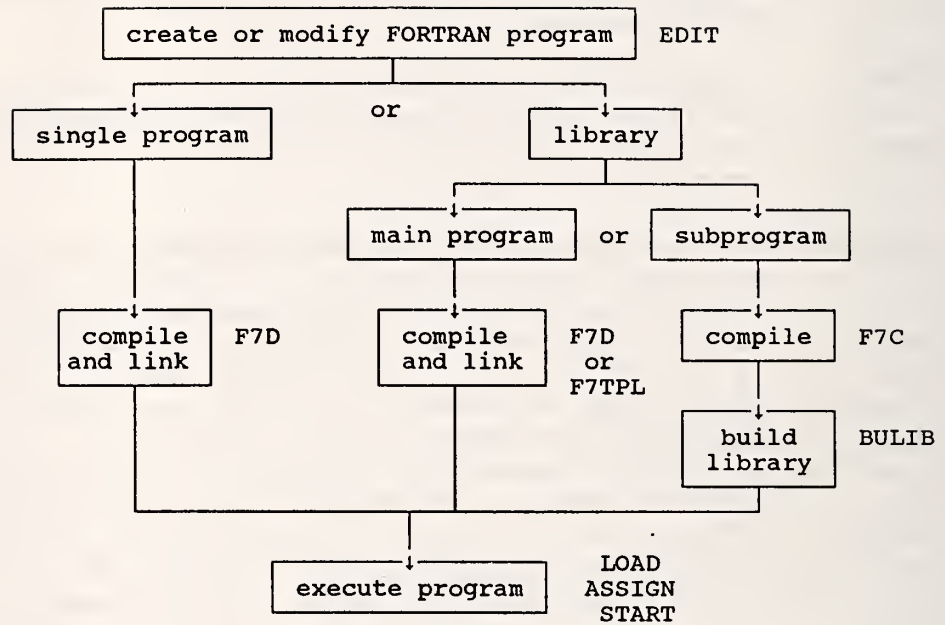 create or modify FORTRAN program EDIT
or
single program library
main program or subprogram
compile and link F7D
compile and link F7D or F7TPL
compile F7C
build library BULIB
execute program LOAD ASSIGN START